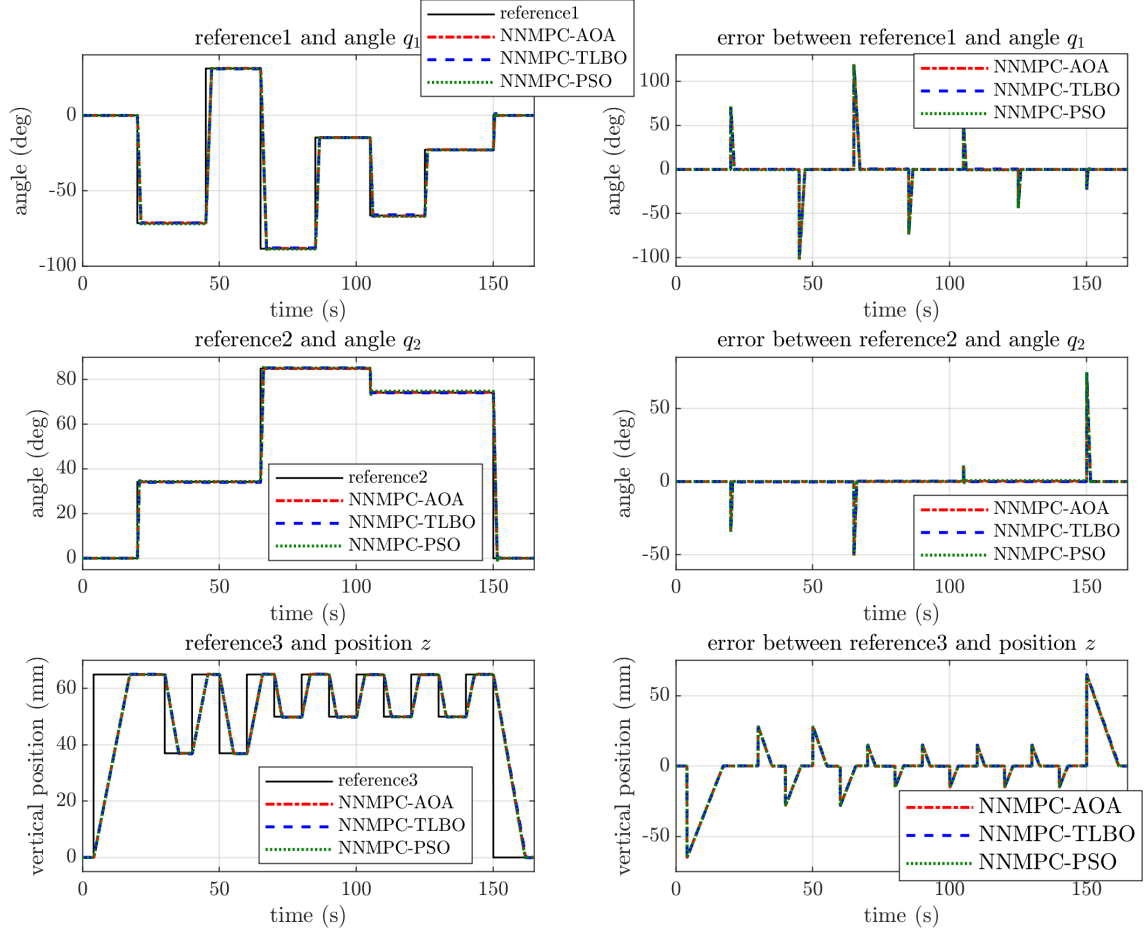 reference1 and angle q1
reference1
NNMPC-AOA
NNMPC-TLBO
NNMPC-PSO
0
-50
-100
angle (deg)
0 50 100 150
time (s)
error between reference1 and angle q1
NNMPC-AOA
NNMPC-TLBO
NNMPC-PSO
100
50
0
-50
-100
angle (deg)
0 50 100 150
time (s)
reference2 and angle q2
80
60
40
20
0
angle (deg)
reference2
NNMPC-AOA
NNMPC-TLBO
NNMPC-PSO
0 50 100 150
time (s)
error between reference2 and angle q2
50
0
-50
angle (deg)
NNMPC-AOA
NNMPC-TLBO
NNMPC-PSO
0 50 100 150
time (s)
reference3 and position z
60
40
20
0
vertical position (mm)
reference3
NNMPC-AOA
NNMPC-TLBO
NNMPC-PSO
0 50 100 150
time (s)
error between reference3 and position z
50
0
-50
vertical position (mm)
NNMPC-AOA
NNMPC-TLBO
NNMPC-PSO
0 50 100 150
time (s)